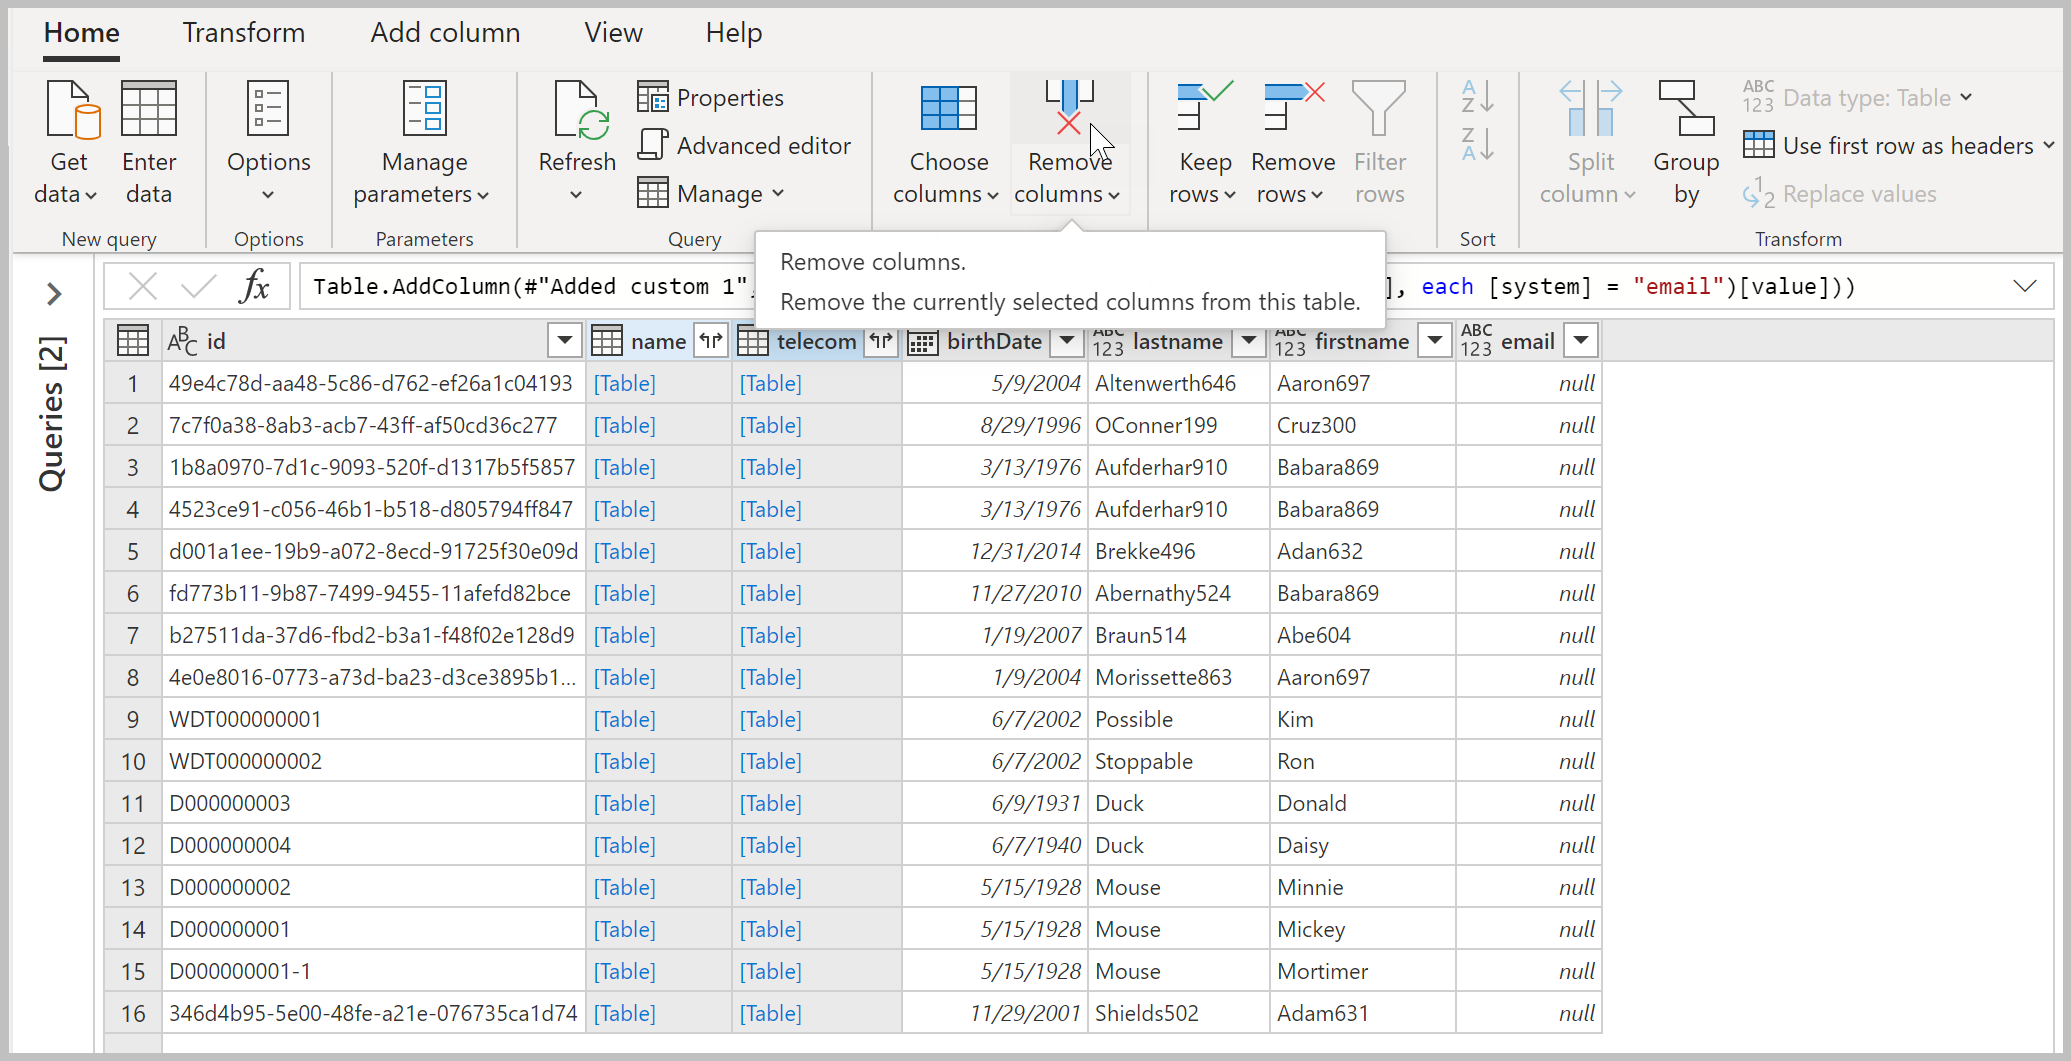 Home Transform Add column View Help
Get data Enter data Options Manage parameters Refresh Properties Advanced editor Manage Choose columns Remove columns Keep rows Remove rows Filter rows A Z Z A Split column Group by ABC 123 Data type: Table Use first row as headers 1 2 Replace values
New query Options Parameters Query Sort Transform
Remove columns.
Remove the currently selected columns from this table.
fx Table.AddColumn(#"Added custom 1", ], each [system] = "email")[value]))
Queries [2]
ABC id name telecom birthDate ABC 123 lastname ABC 123 firstname ABC 123 email
1 49e4c78d-aa48-5c86-d762-ef26a1c04193 [Table] [Table] 5/9/2004 Altenwerth646 Aaron697 null
2 7c7f0a38-8ab3-acb7-43ff-af50cd36c277 [Table] [Table] 8/29/1996 OConner199 Cruz300 null
3 1b8a0970-7d1c-9093-520f-d1317b5f5857 [Table] [Table] 3/13/1976 Aufderhar910 Babara869 null
4 4523ce91-c056-46b1-b518-d805794ff847 [Table] [Table] 3/13/1976 Aufderhar910 Babara869 null
5 d001a1ee-19b9-a072-8ecd-91725f30e09d [Table] [Table] 12/31/2014 Brekke496 Adan632 null
6 fd773b11-9b87-7499-9455-11afefd82bce [Table] [Table] 11/27/2010 Abernathy524 Babara869 null
7 b27511da-37d6-fbd2-b3a1-f48f02e128d9 [Table] [Table] 1/19/2007 Braun514 Abe604 null
8 4e0e8016-0773-a73d-ba23-d3ce3895b1... [Table] [Table] 1/9/2004 Morissette863 Aaron697 null
9 WDT000000001 [Table] [Table] 6/7/2002 Possible Kim null
10 WDT000000002 [Table] [Table] 6/7/2002 Stoppable Ron null
11 D000000003 [Table] [Table] 6/9/1931 Duck Donald null
12 D000000004 [Table] [Table] 6/7/1940 Duck Daisy null
13 D000000002 [Table] [Table] 5/15/1928 Mouse Minnie null
14 D000000001 [Table] [Table] 5/15/1928 Mouse Mickey null
15 D000000001-1 [Table] [Table] 5/15/1928 Mouse Mortimer null
16 346d4b95-5e00-48fe-a21e-076735ca1d74 [Table] [Table] 11/29/2001 Shields502 Adam631 null